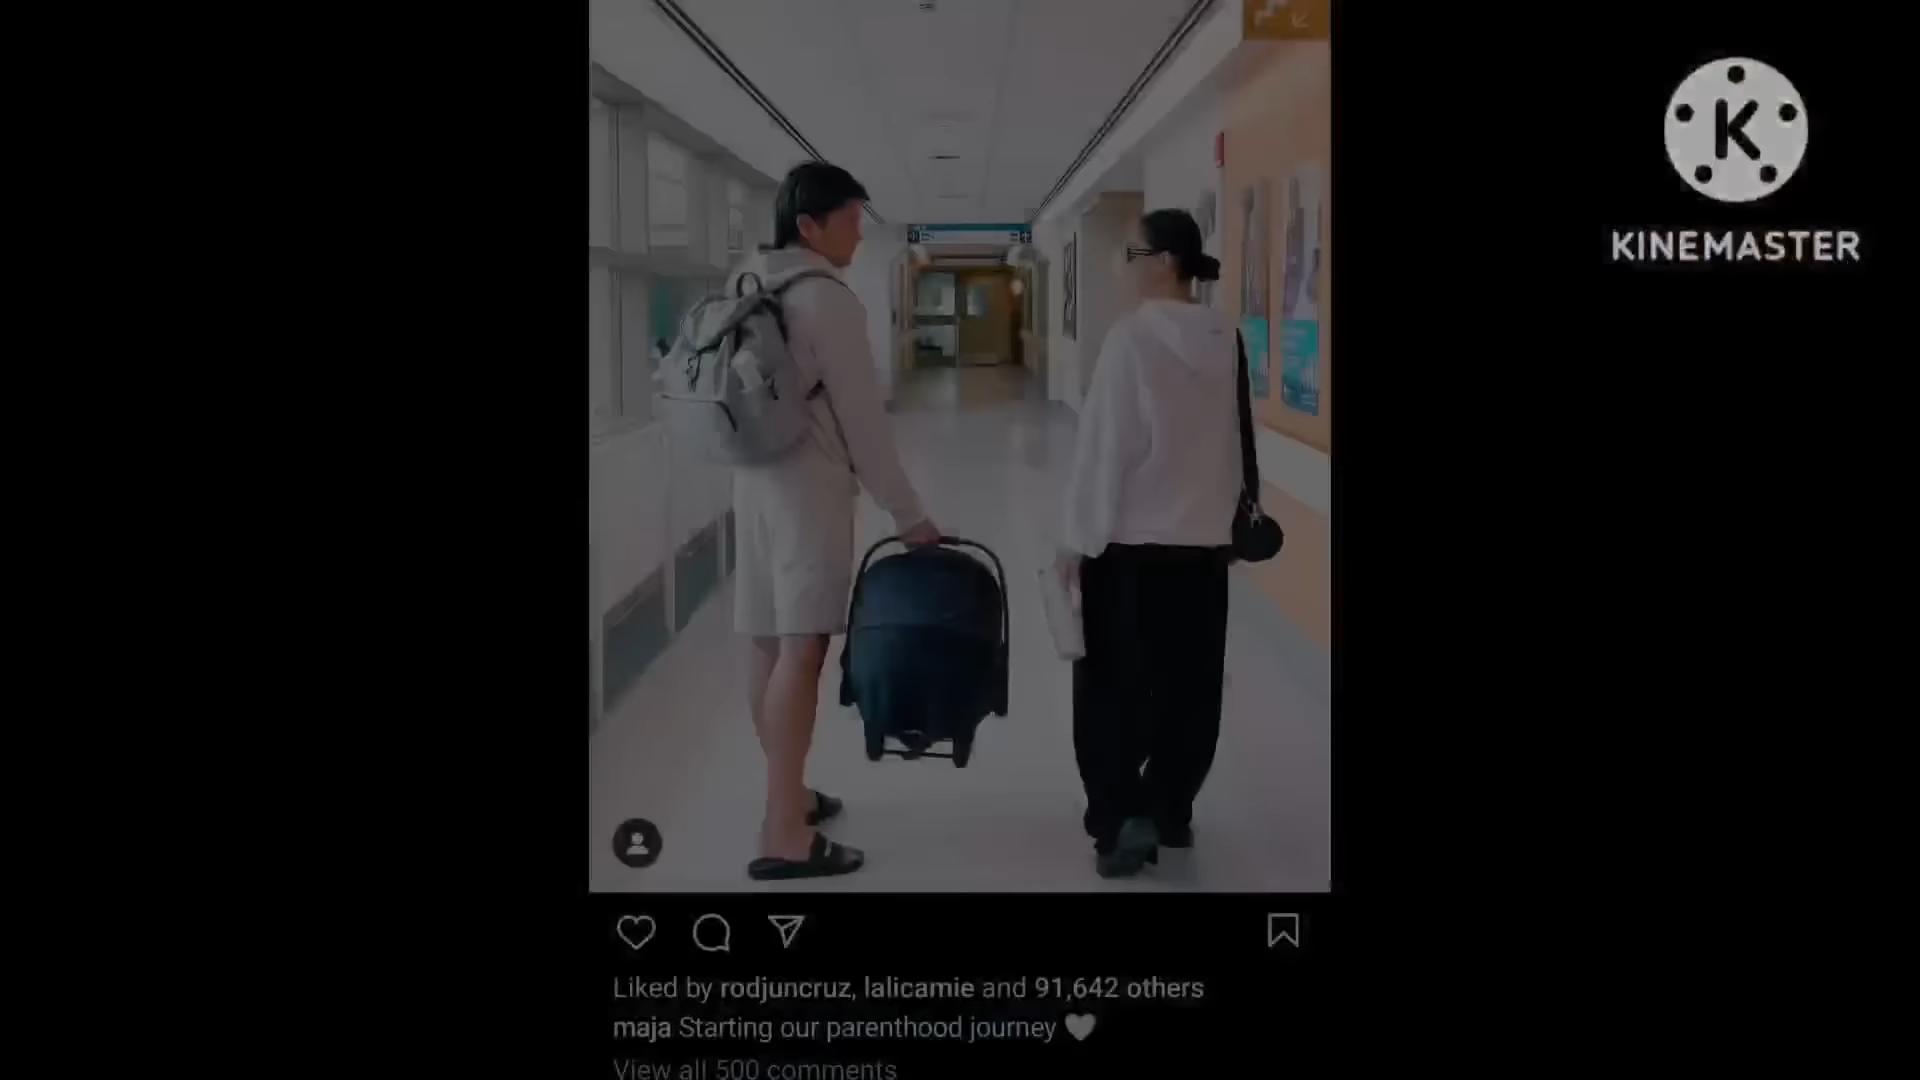 K
KINEMASTER
Liked by rodjuncruz, lalicamie and 91,642 others
maja Starting our parenthood journey 🤍
View all 500 comments